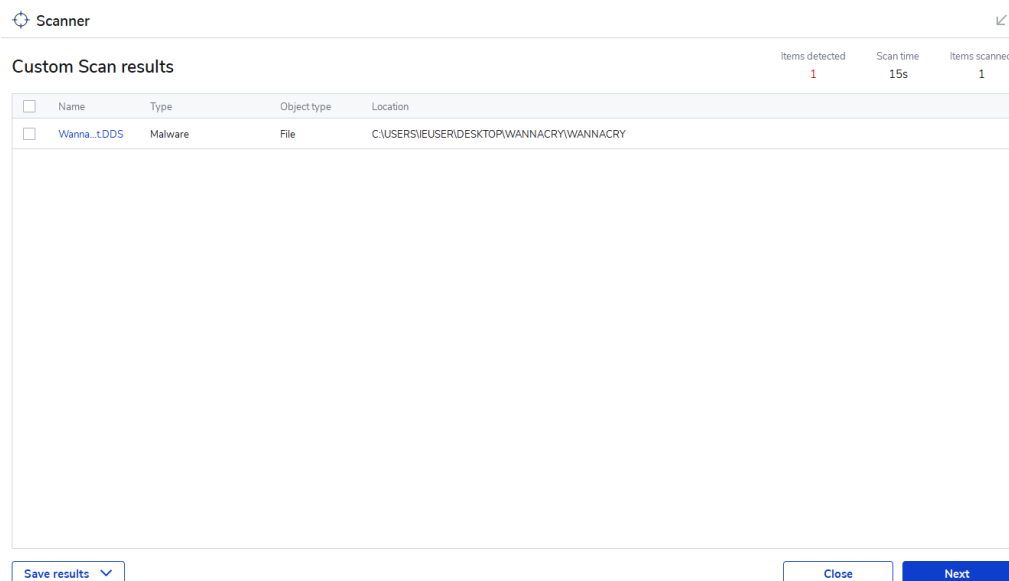 Scanner
Custom Scan results
Items detected Scan time Items scanned
1 15s 1
Name Type Object type Location
Wanna...t.DDS Malware File C:\USERS\IEUSER\DESKTOP\WANNACRY\WANNACRY
Save results Close Next